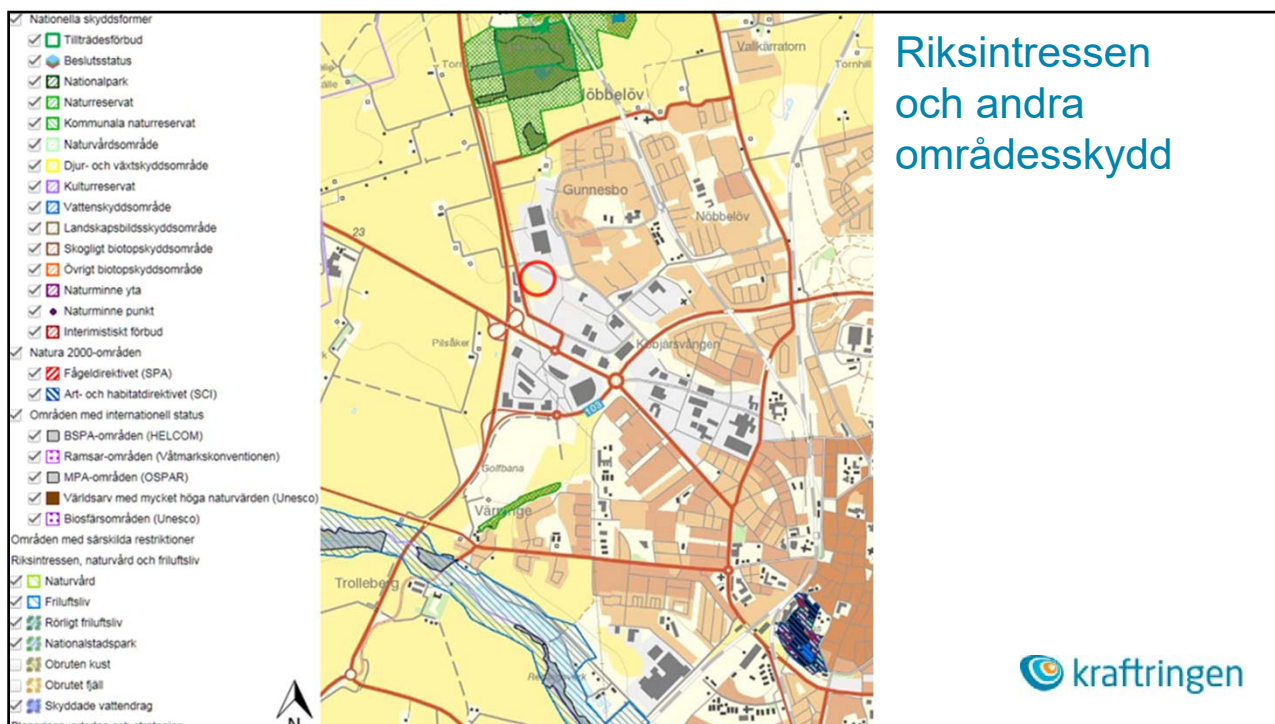 Nationella skyddsformer
Tillträdesförbud
Beslutsstatus
Nationalpark
Naturreservat
Kommunala naturreservat
Naturvårdsområde
Djur- och växtskyddsområde
Kulturreservat
Vattenskyddsområde
Landskapsbildsskyddsområde
Skogligt biotopskyddsområde
Övrigt biotopskyddsområde
Naturminne yta
Naturminne punkt
Interimistiskt förbud
Natura 2000-områden
Fågeldirektivet (SPA)
Art- och habitatdirektivet (SCI)
Områden med internationell status
BSPA-områden (HELCOM)
Ramsar-områden (Våtmarkskonventionen)
MPA-områden (OSPAR)
Världsarv med mycket höga naturvärden (Unesco)
Biosfärsområden (Unesco)
Områden med särskilda restriktioner
Riksintressen, naturvård och friluftsliv
Naturvård
Friluftsliv
Rörligt friluftsliv
Nationalstadspark
Obruten kust
Obrutet fjäll
Skyddade vattendrag
N
Vallkärratorn
Tornhill
Gunnesbo
Nöbbelöv
23
Pilsåker
103
Golfbana
Värpinge
Trolleberg
Riksintressen
och andra
områdesskydd
kraftringen